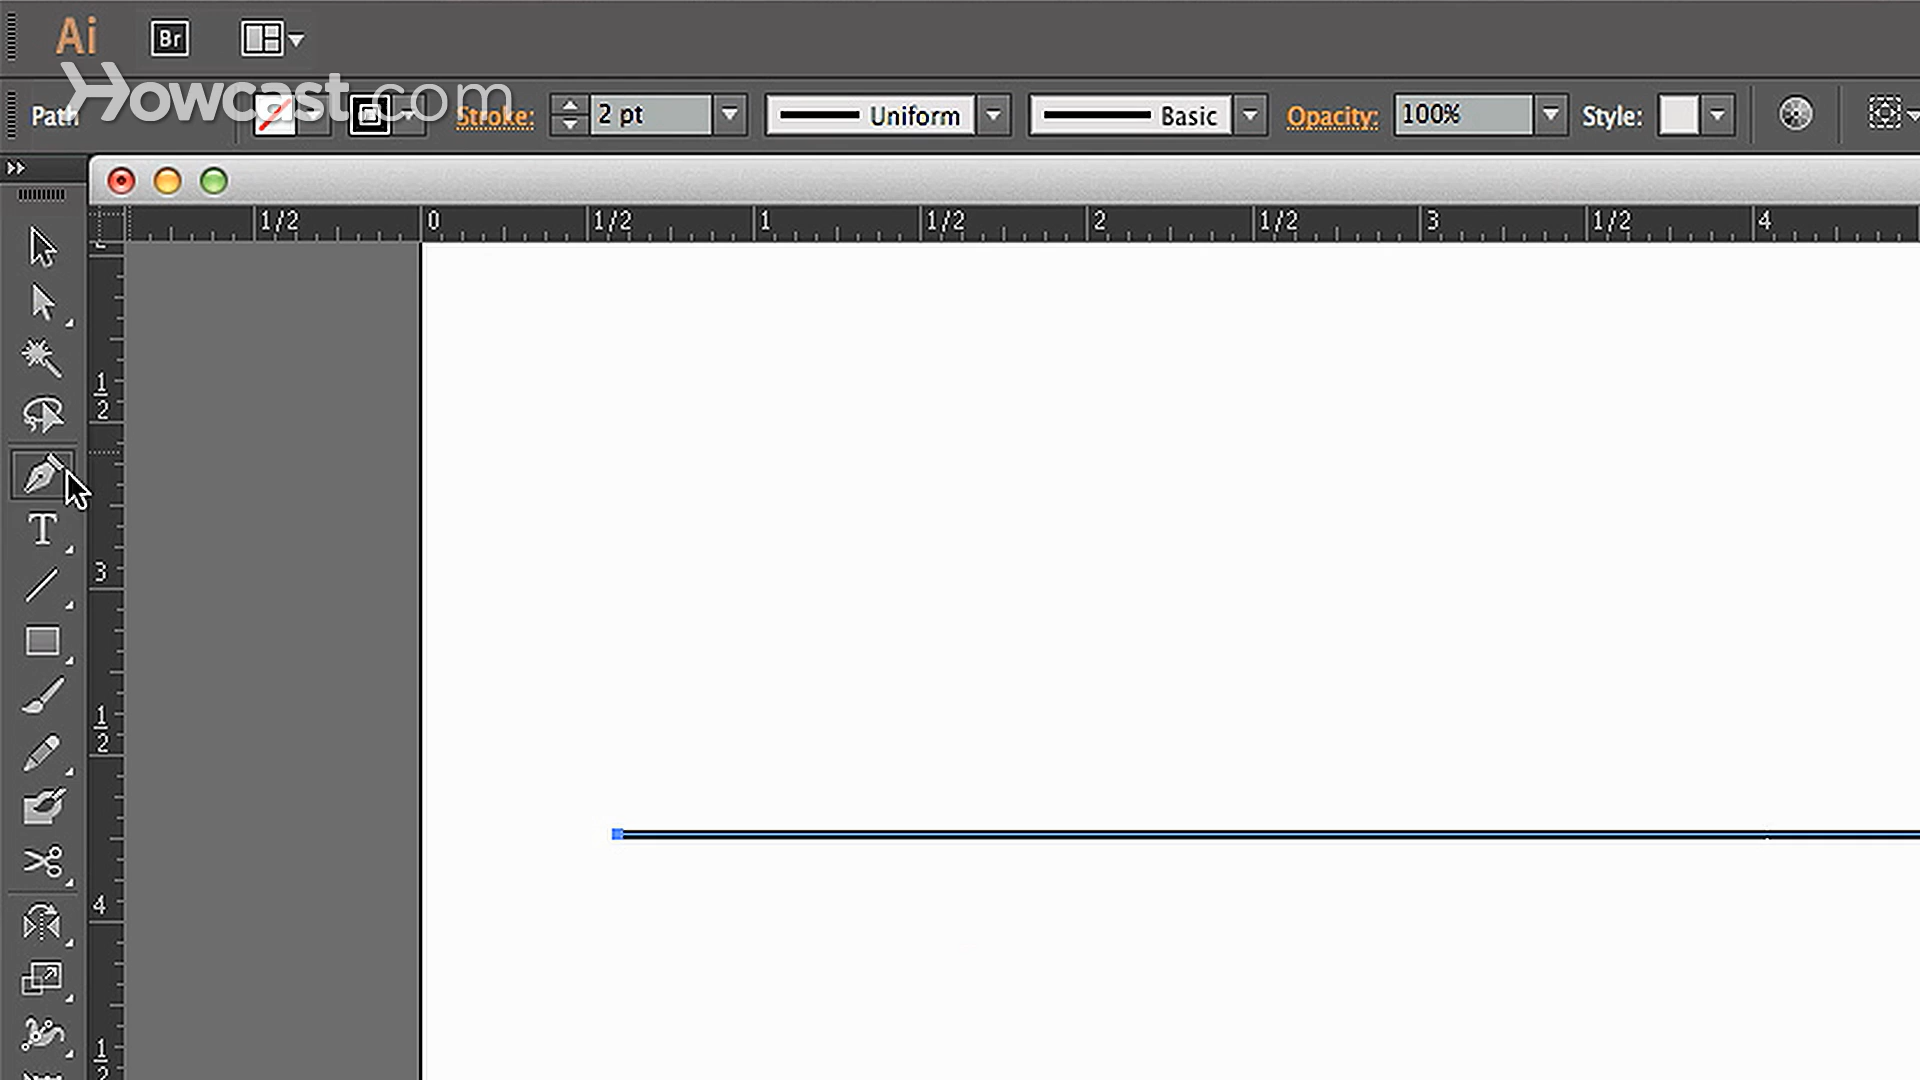 Ai Br
Howcast.com
Path Stroke: 2 pt Uniform Basic Opacity: 100% Style:
1/2 0 1/2 1 1/2 2 1/2 3 1/2 4
1/2
T
3
1/2
4
1/2